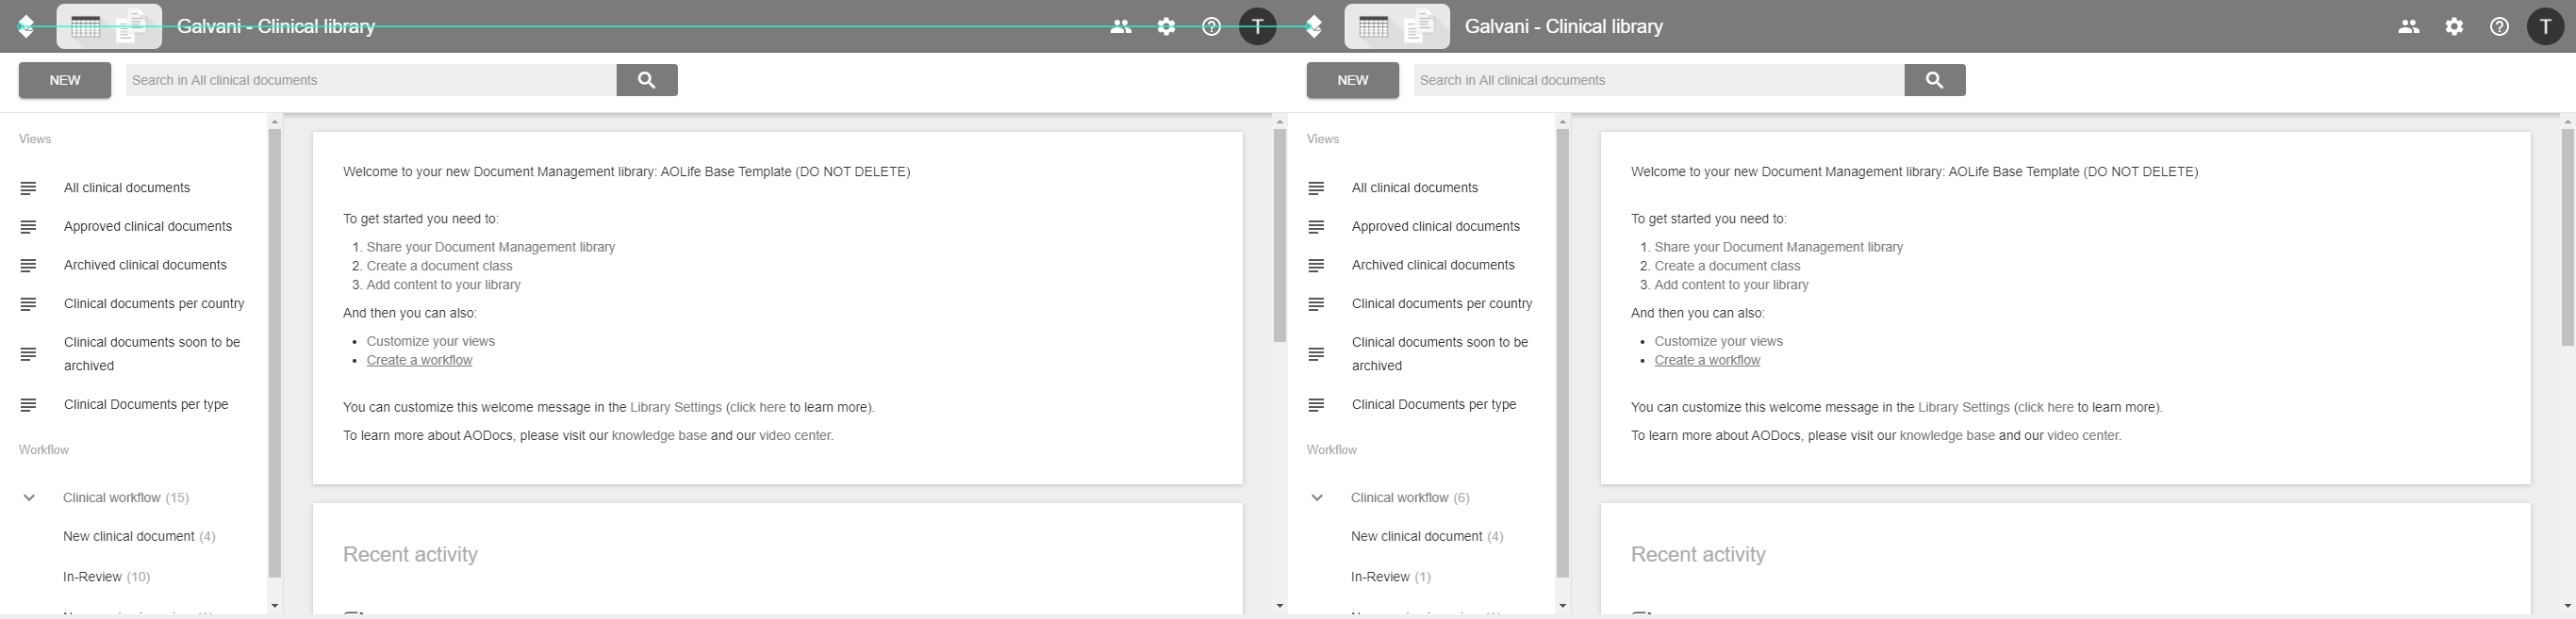 Galvani - Clinical library
T
NEW
Search in All clinical documents
Views
All clinical documents
Approved clinical documents
Archived clinical documents
Clinical documents per country
Clinical documents soon to be
archived
Clinical Documents per type
Workflow
Clinical workflow (15)
New clinical document (4)
In-Review (10)
Welcome to your new Document Management library: AOLife Base Template (DO NOT DELETE)
To get started you need to:
1. Share your Document Management library
2. Create a document class
3. Add content to your library
And then you can also:
• Customize your views
• Create a workflow
You can customize this welcome message in the Library Settings (click here to learn more).
To learn more about AODocs, please visit our knowledge base and our video center.
Recent activity
Galvani - Clinical library
T
NEW
Search in All clinical documents
Views
All clinical documents
Approved clinical documents
Archived clinical documents
Clinical documents per country
Clinical documents soon to be
archived
Clinical Documents per type
Workflow
Clinical workflow (6)
New clinical document (4)
In-Review (1)
Welcome to your new Document Management library: AOLife Base Template (DO NOT DELETE)
To get started you need to:
1. Share your Document Management library
2. Create a document class
3. Add content to your library
And then you can also:
• Customize your views
• Create a workflow
You can customize this welcome message in the Library Settings (click here to learn more).
To learn more about AODocs, please visit our knowledge base and our video center.
Recent activity